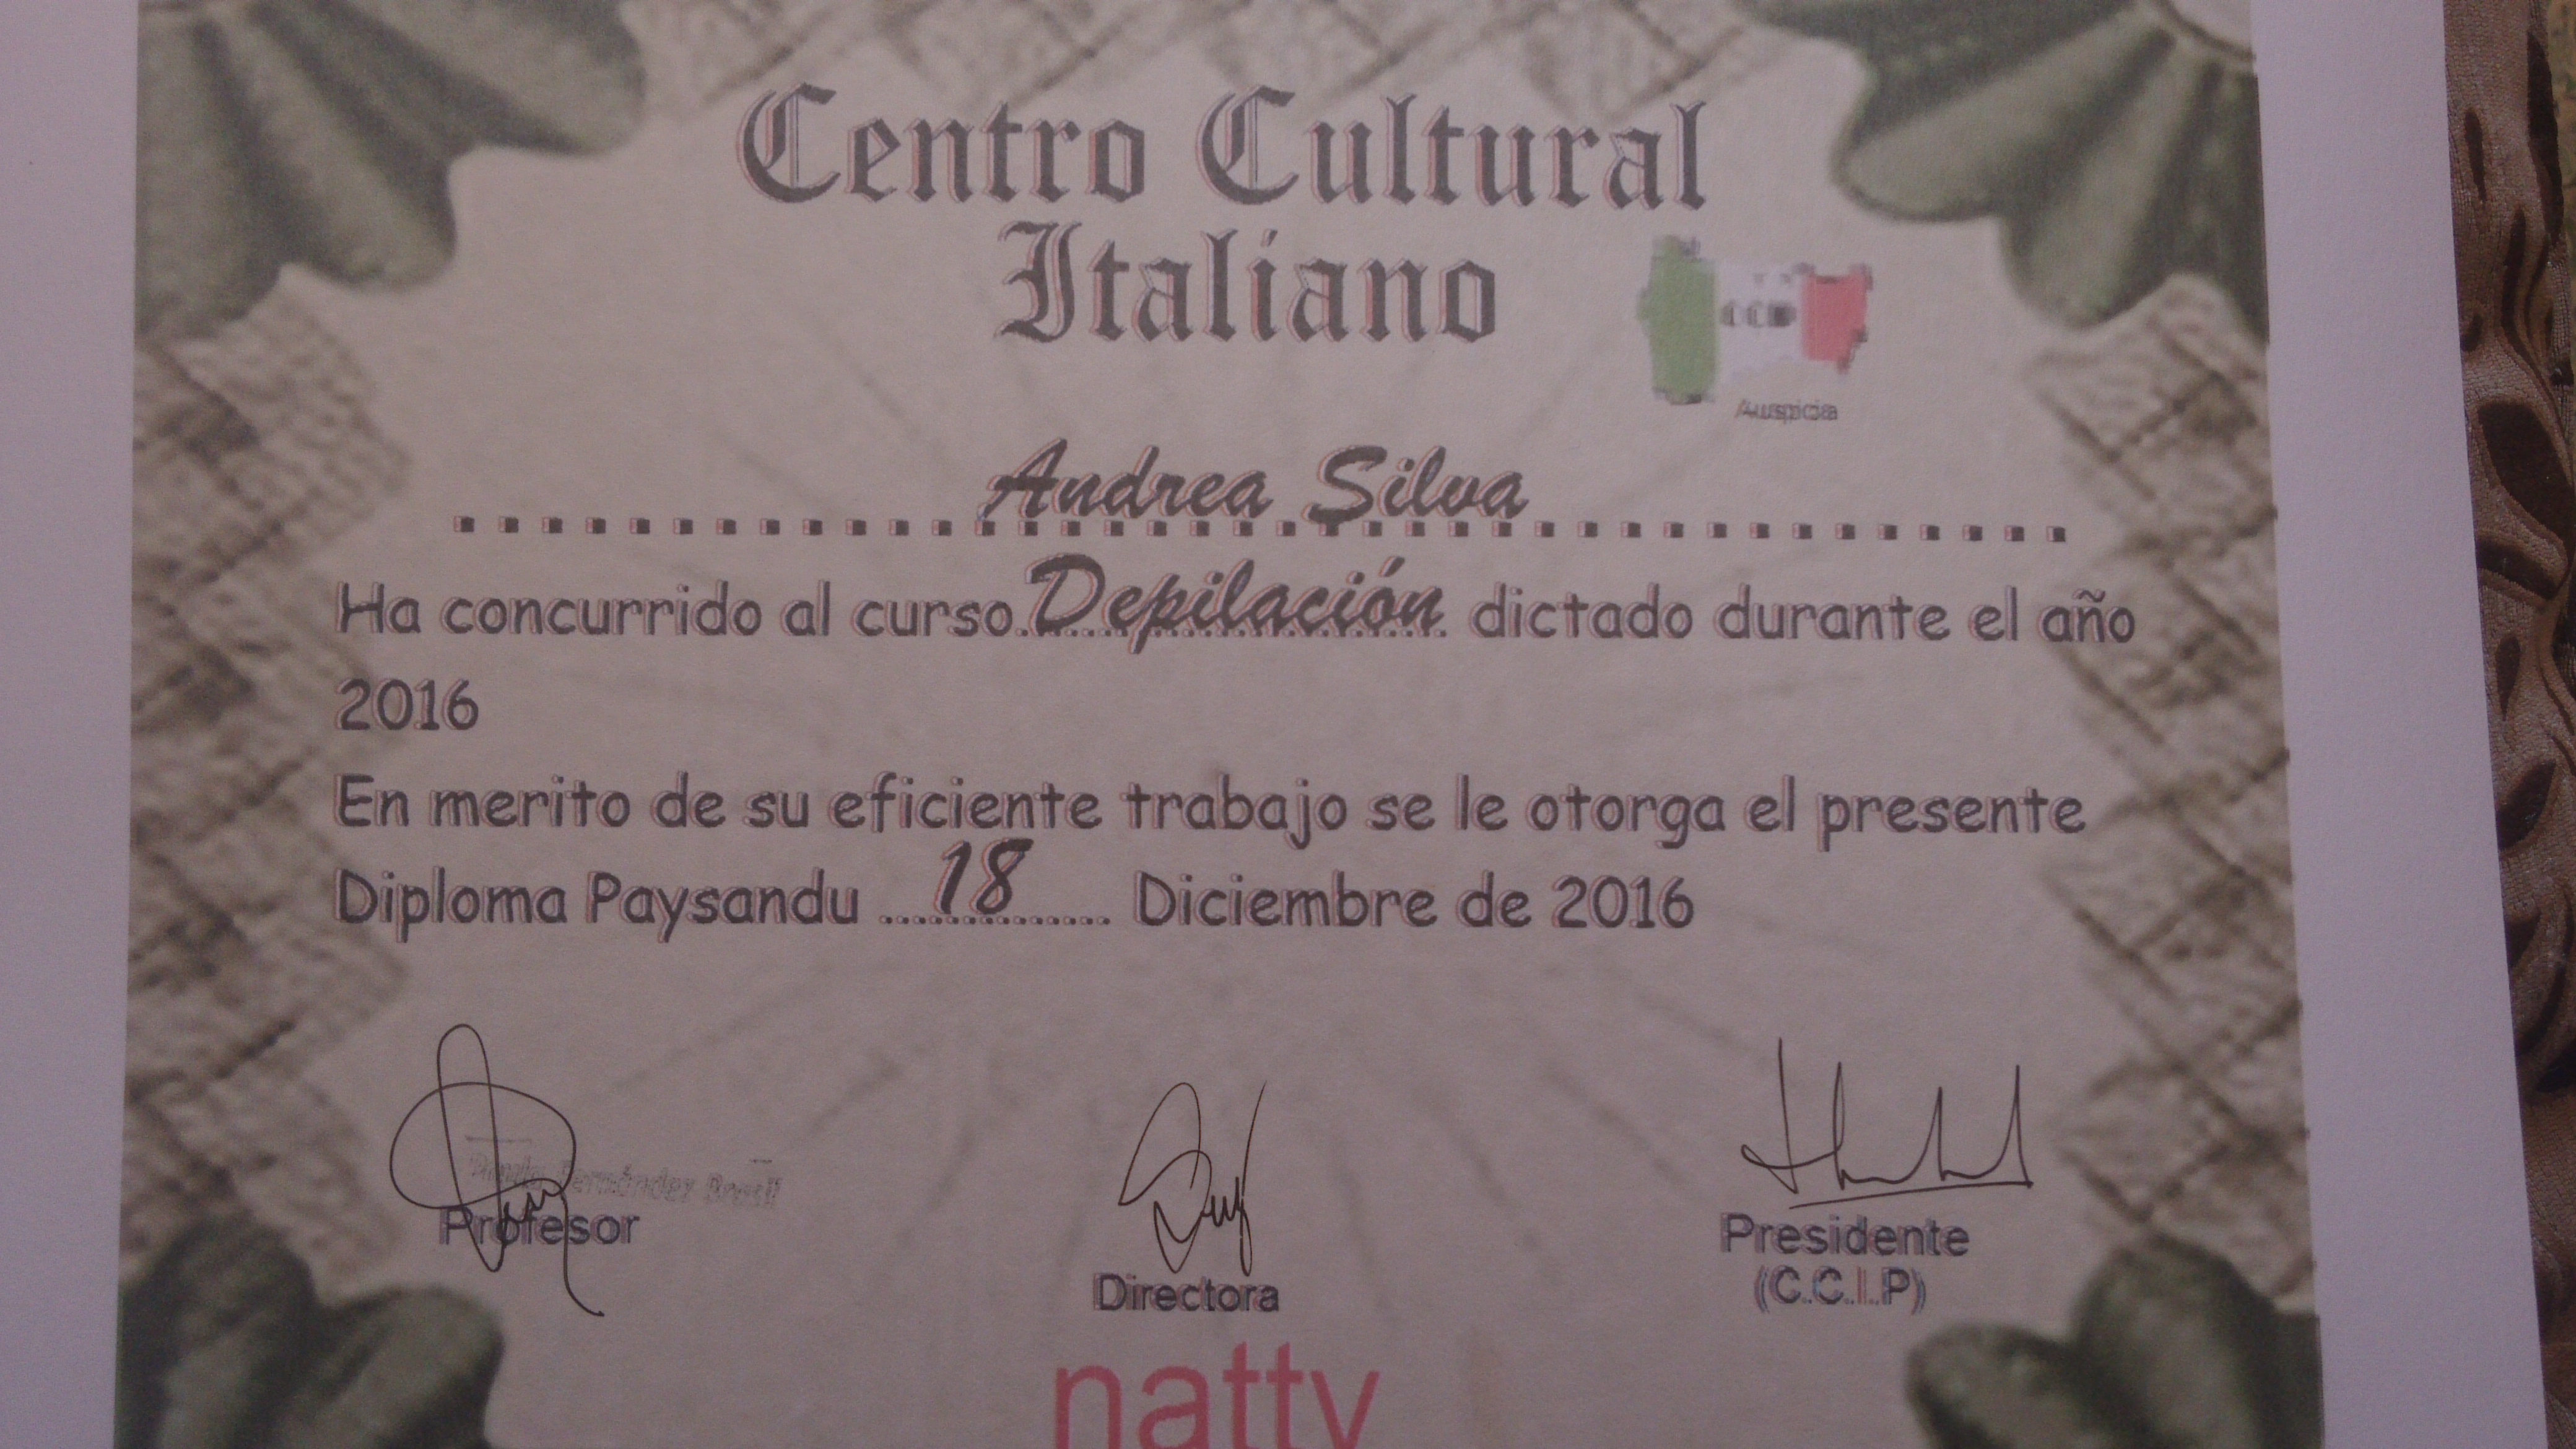 Centro Cultural
Italiano
Auspicia
Andrea Silva
Ha concurrido al curso Depilación dictado durante el año
2016
En merito de su eficiente trabajo se le otorga el presente
Diploma Paysandu 18 Diciembre de 2016
Fernández Brasil
Profesor
Directora
Presidente
(C.C.I.P)
natty